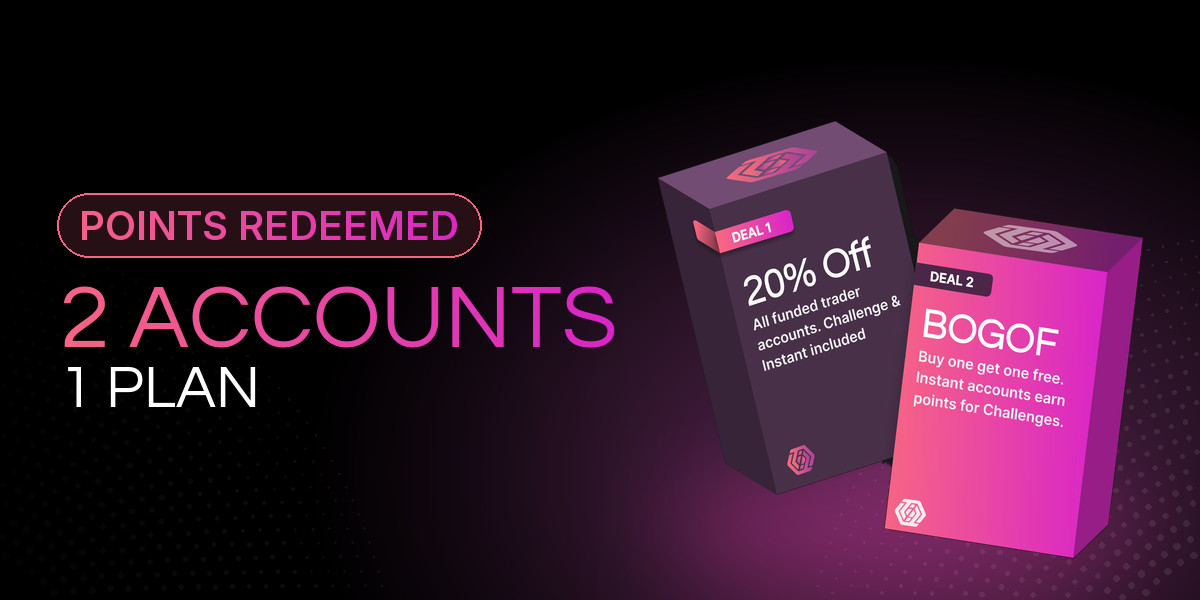 POINTS REDEEMED
2 ACCOUNTS
1 PLAN
DEAL 1
20% Off
All funded trader
accounts. Challenge &
Instant included
DEAL 2
BOGOF
Buy one get one free.
Instant accounts earn
points for Challenges.